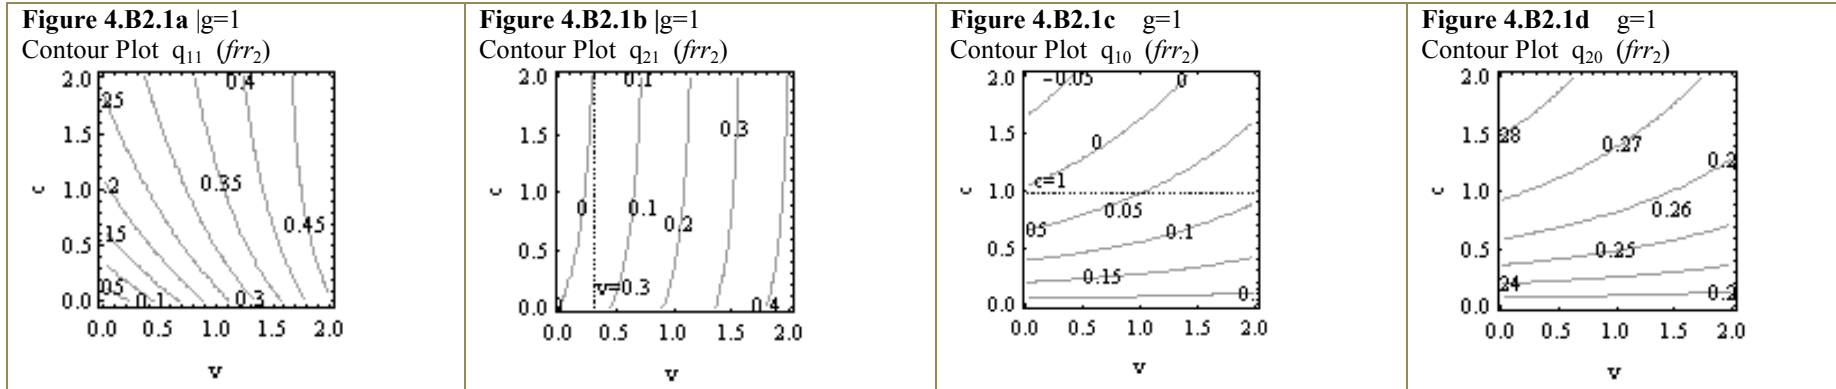 Figure 4.B2.1a |g=1
Contour Plot q₁₁ (frr₂)
2.0
1.5
1.0
0.5
0.0
c
0.0 0.5 1.0 1.5 2.0
v
25
0.4
0.35
2
0.45
15
05
0.1
0.3
Figure 4.B2.1b |g=1
Contour Plot q₂₁ (frr₂)
2.0
1.5
1.0
0.5
0.0
c
0.0 0.5 1.0 1.5 2.0
v
0.1
0.3
0
0.1
0.2
v=0.3
0.4
Figure 4.B2.1c g=1
Contour Plot q₁₀ (frr₂)
2.0
1.5
1.0
0.5
0.0
c
0.0 0.5 1.0 1.5 2.0
v
-0.05
0
0
c=1
0.05
05
0.1
0.15
0.
Figure 4.B2.1d g=1
Contour Plot q₂₀ (frr₂)
2.0
1.5
1.0
0.5
0.0
c
0.0 0.5 1.0 1.5 2.0
v
28
0.27
0.2
0.26
0.25
24
0.2